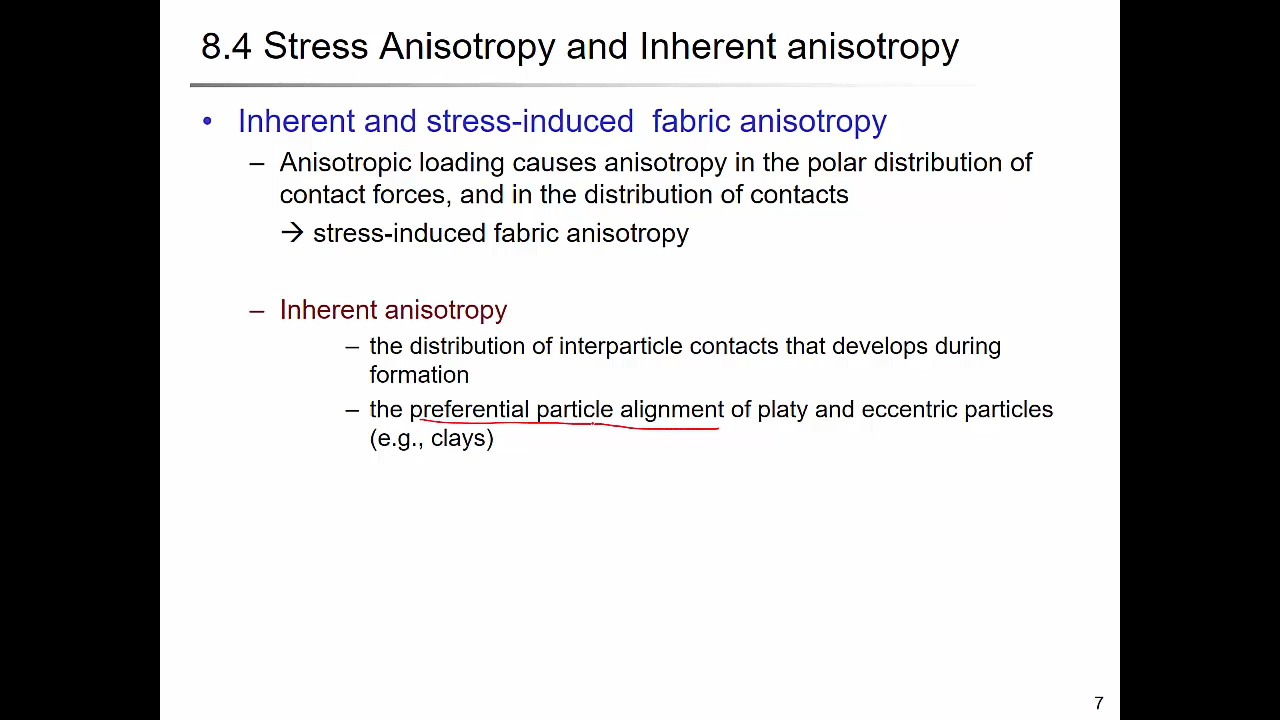 8.4 Stress Anisotropy and Inherent anisotropy
• Inherent and stress-induced fabric anisotropy
– Anisotropic loading causes anisotropy in the polar distribution of
contact forces, and in the distribution of contacts
→ stress-induced fabric anisotropy
– Inherent anisotropy
– the distribution of interparticle contacts that develops during
formation
– the preferential particle alignment of platy and eccentric particles
(e.g., clays)
7